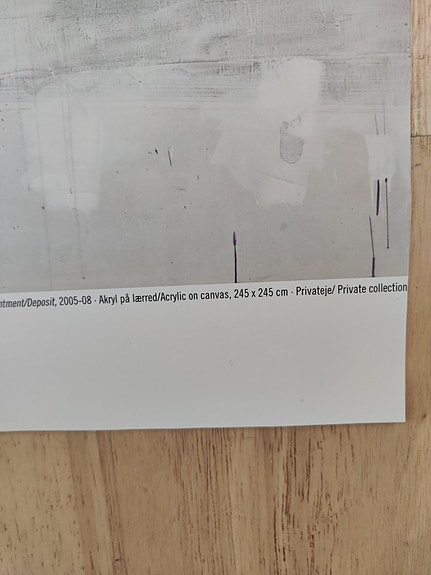 ntment/Deposit, 2005-08 · Akryl på lærred/Acrylic on canvas, 245 x 245 cm · Privateje/ Private collection